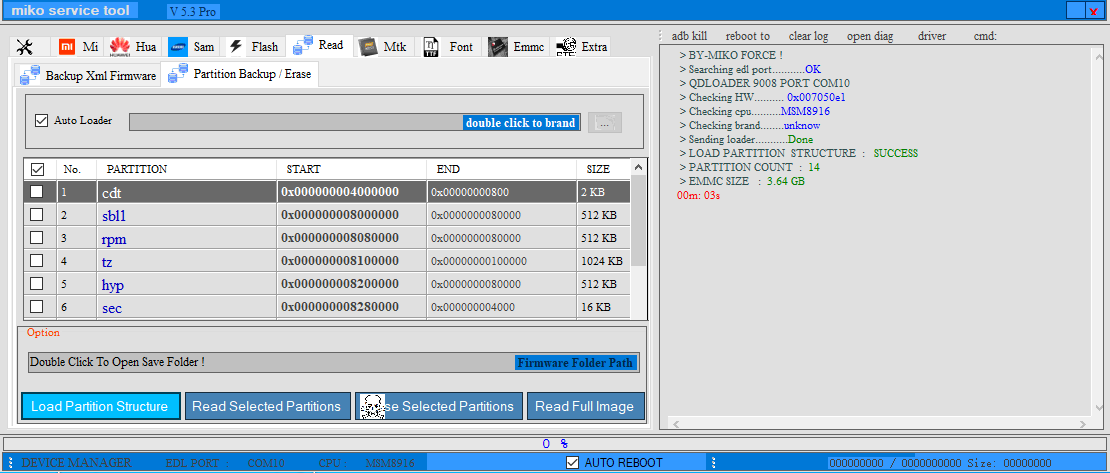 miko service tool V 5.3 Pro
Mi Hua Sam Flash Read Mtk Font Emmc Extra
Backup Xml Firmware Partition Backup / Erase
Auto Loader double click to brand ...
No. PARTITION START END SIZE
1 cdt 0x000000004000000 0x00000000800 2 KB
2 sbl1 0x000000008000000 0x0000000080000 512 KB
3 rpm 0x000000008080000 0x0000000080000 512 KB
4 tz 0x000000008100000 0x00000000100000 1024 KB
5 hyp 0x000000008200000 0x0000000080000 512 KB
6 sec 0x000000008280000 0x000000004000 16 KB
Option
Double Click To Open Save Folder ! Firmware Folder Path
Load Partition Structure Read Selected Partitions se Selected Partitions Read Full Image
adb kill reboot to clear log open diag driver cmd:
> BY-MIKO FORCE !
> Searching edl port...........OK
> QDLOADER 9008 PORT COM10
> Checking HW.......... 0x007050e1
> Checking cpu..........MSM8916
> Checking brand........unknow
> Sending loader...........Done
> LOAD PARTITION STRUCTURE : SUCCESS
> PARTITION COUNT : 14
> EMMC SIZE : 3.64 GB
00m: 03s
0 %
DEVICE MANAGER EDL PORT : COM10 CPU : MSM8916 AUTO REBOOT 000000000 / 0000000000 Size: 00000000